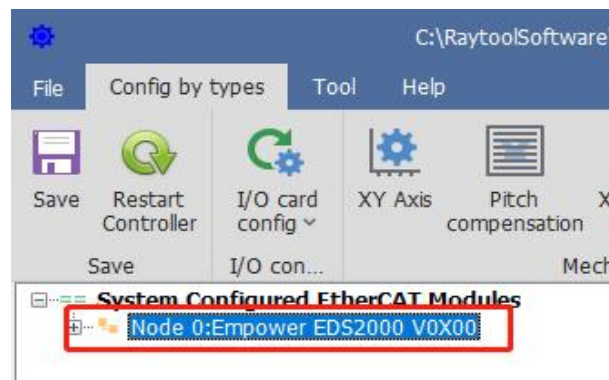 C:\RaytoolSoftware
File Config by types Tool Help
Save Restart Controller I/O card config XY Axis Pitch compensation X
Save I/O con... Mech
System Configured EtherCAT Modules
Node 0:Empower EDS2000 V0X00